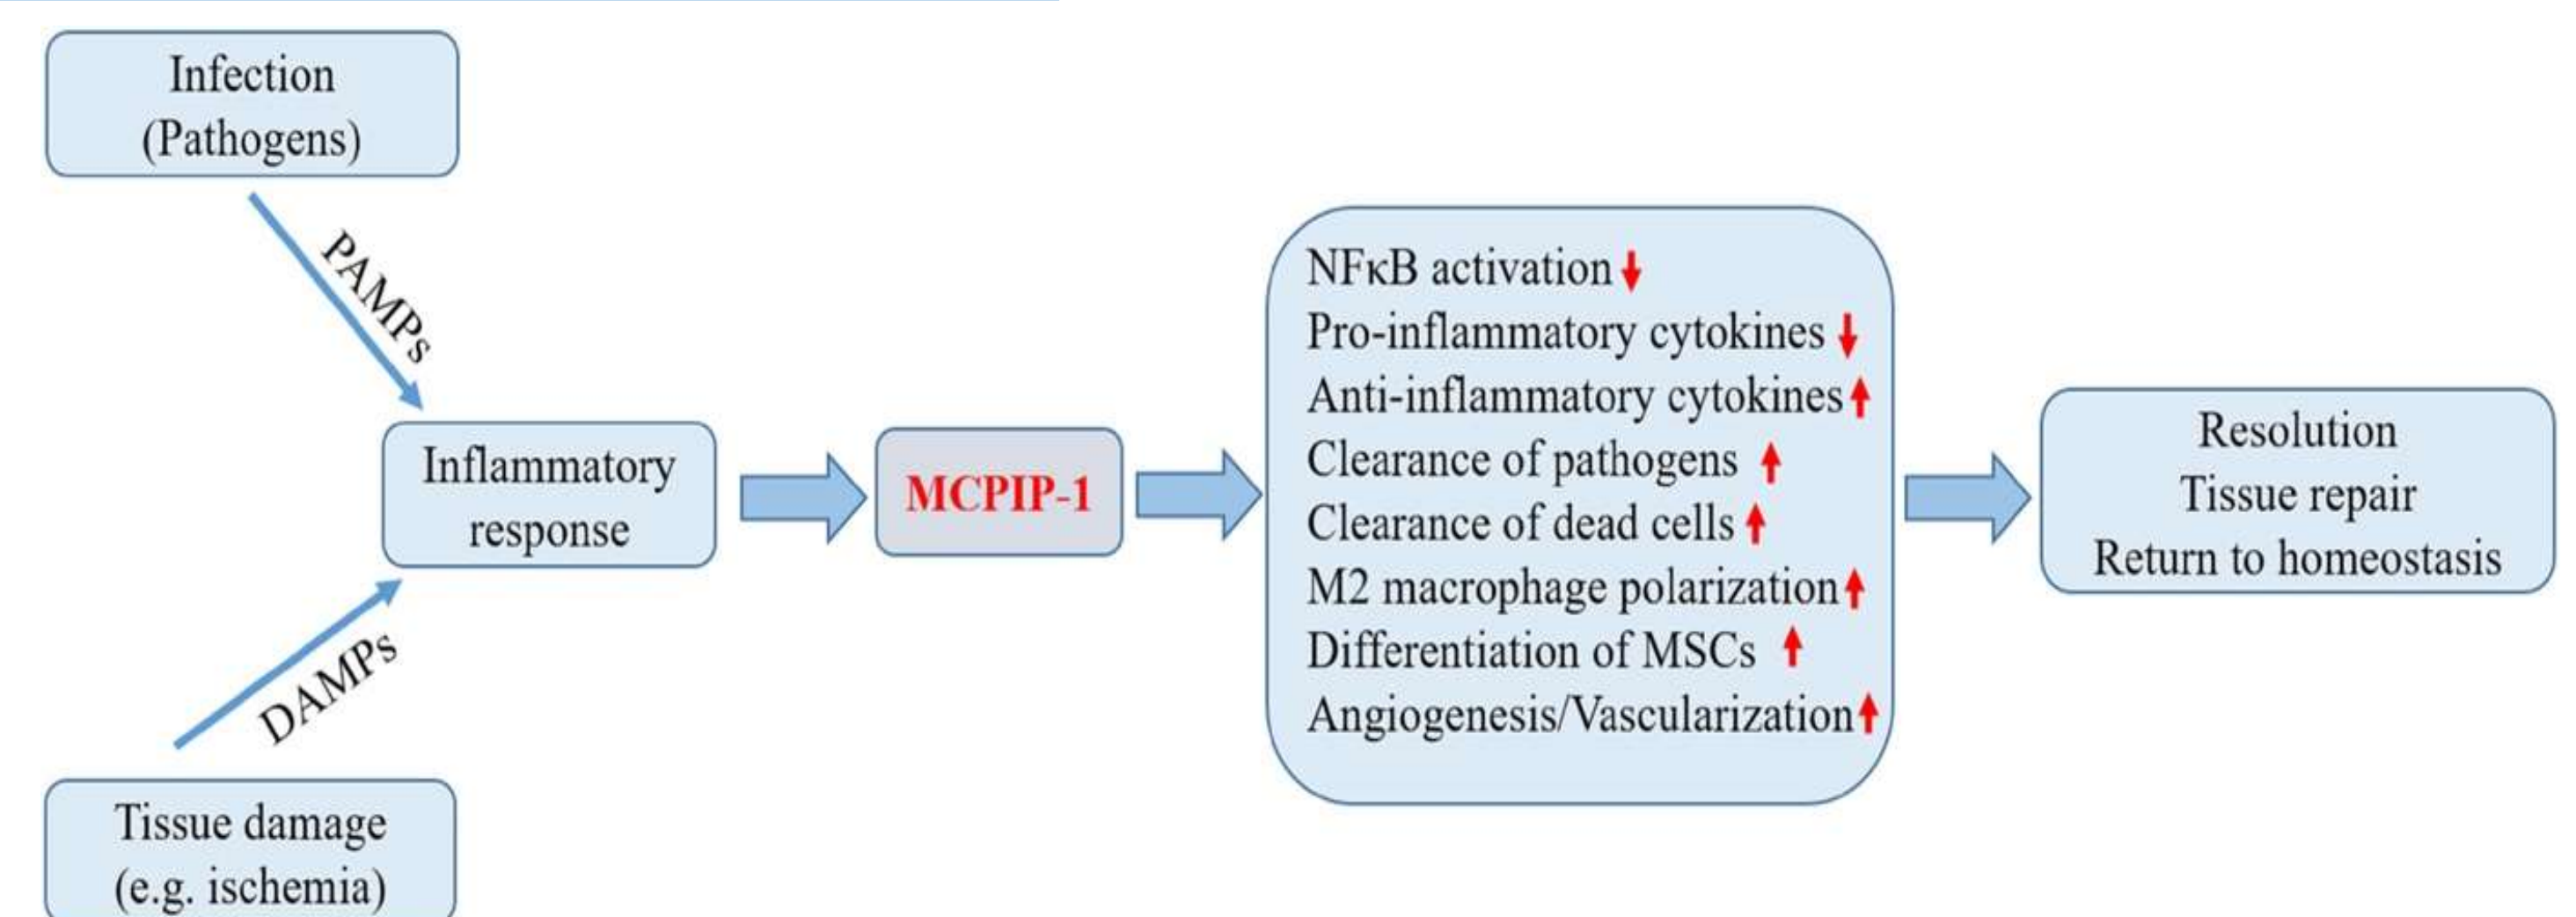 Infection
(Pathogens)
PAMPs
Inflammatory
response
DAMPs
Tissue damage
(e.g. ischemia)
MCPIP-1
NFκB activation
Pro-inflammatory cytokines
Anti-inflammatory cytokines
Clearance of pathogens
Clearance of dead cells
M2 macrophage polarization
Differentiation of MSCs
Angiogenesis/Vascularization
Resolution
Tissue repair
Return to homeostasis